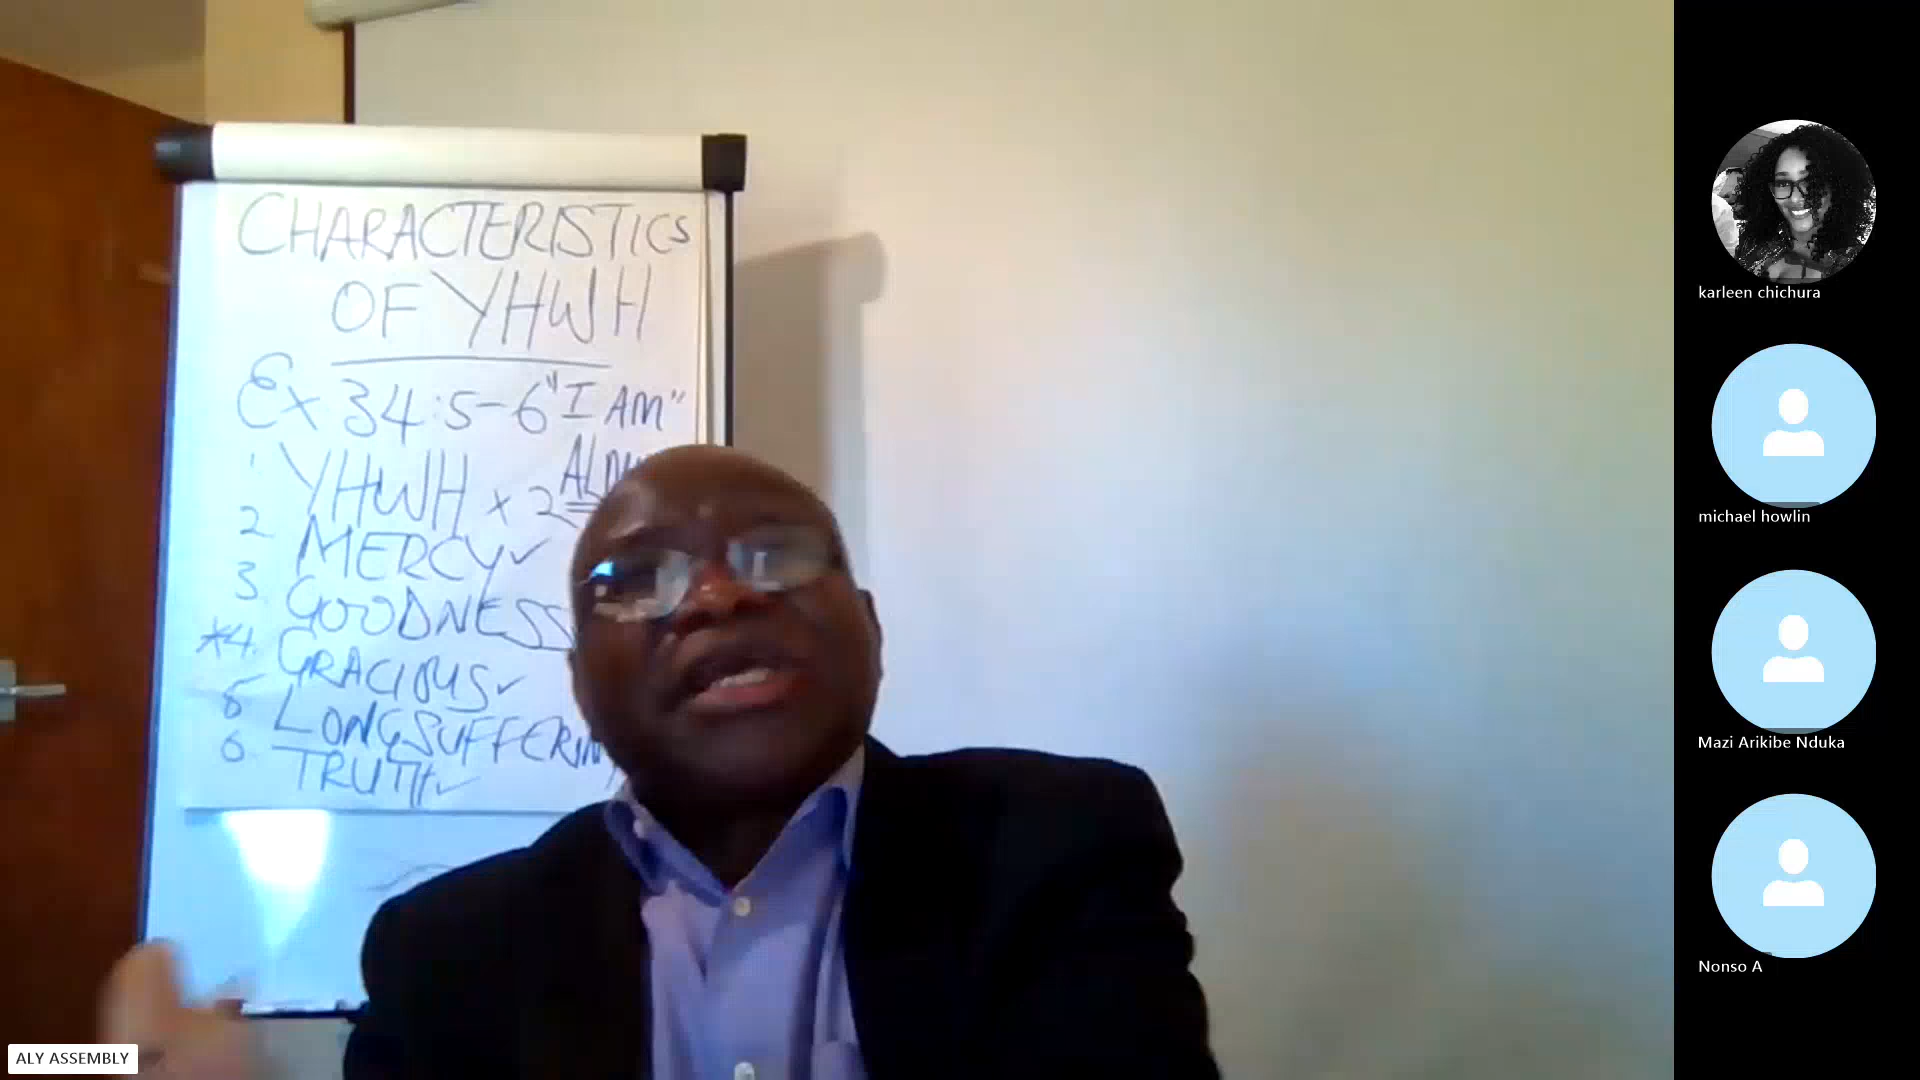 CHARACTERISTICS
OF YHWH
Ex 34:5-6 "I AM"
1 YHWH x 2
2 MERCY ✓
3 GOODNESS
*4. GRACIOUS ✓
5 LONGSUFFERIN
6. TRUTH ✓
ALY ASSEMBLY
karleen chichura
michael howlin
Mazi Arikibe Nduka
Nonso A